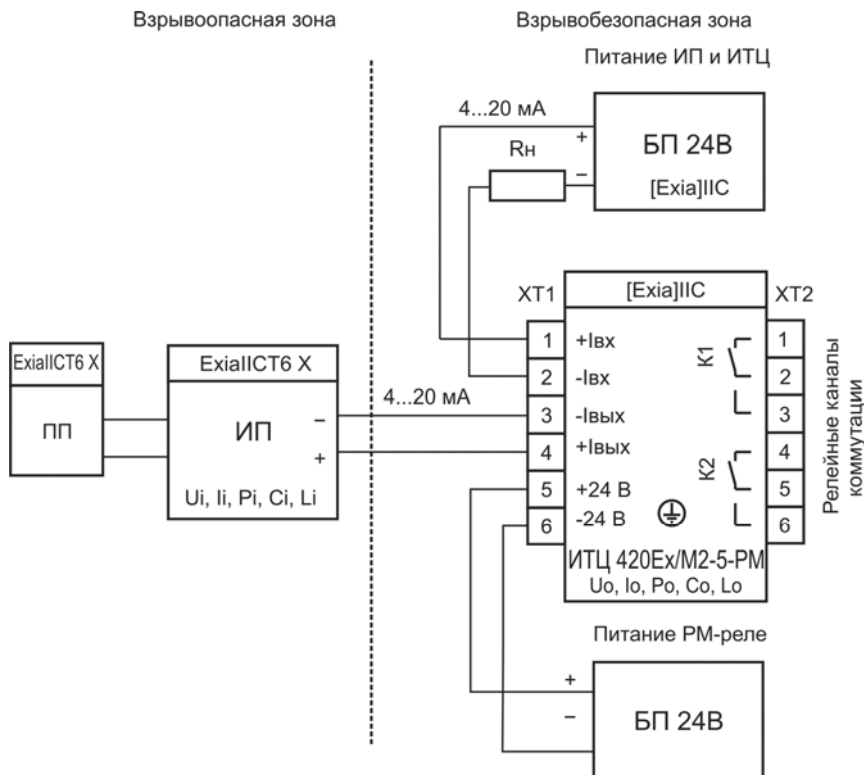 Взрывоопасная зона
Взрывобезопасная зона
Питание ИП и ИТЦ
4...20 мА
+
БП 24В
Rн
–
[Exia]IIC
XT1
[Exia]IIC
XT2
1
+Iвх
K1
1
2
-Iвх
2
3
-Iвых
3
4
+Iвых
K2
4
5
+24 В
5
6
-24 В
6
Релейные каналы
коммутации
ExiaIICT6 X
ПП
ExiaIICT6 X
ИП
–
+
Ui, Ii, Pi, Ci, Li
4...20 мА
ИТЦ 420Ex/М2-5-РМ
Uo, Io, Po, Co, Lo
Питание РМ-реле
+
–
БП 24В